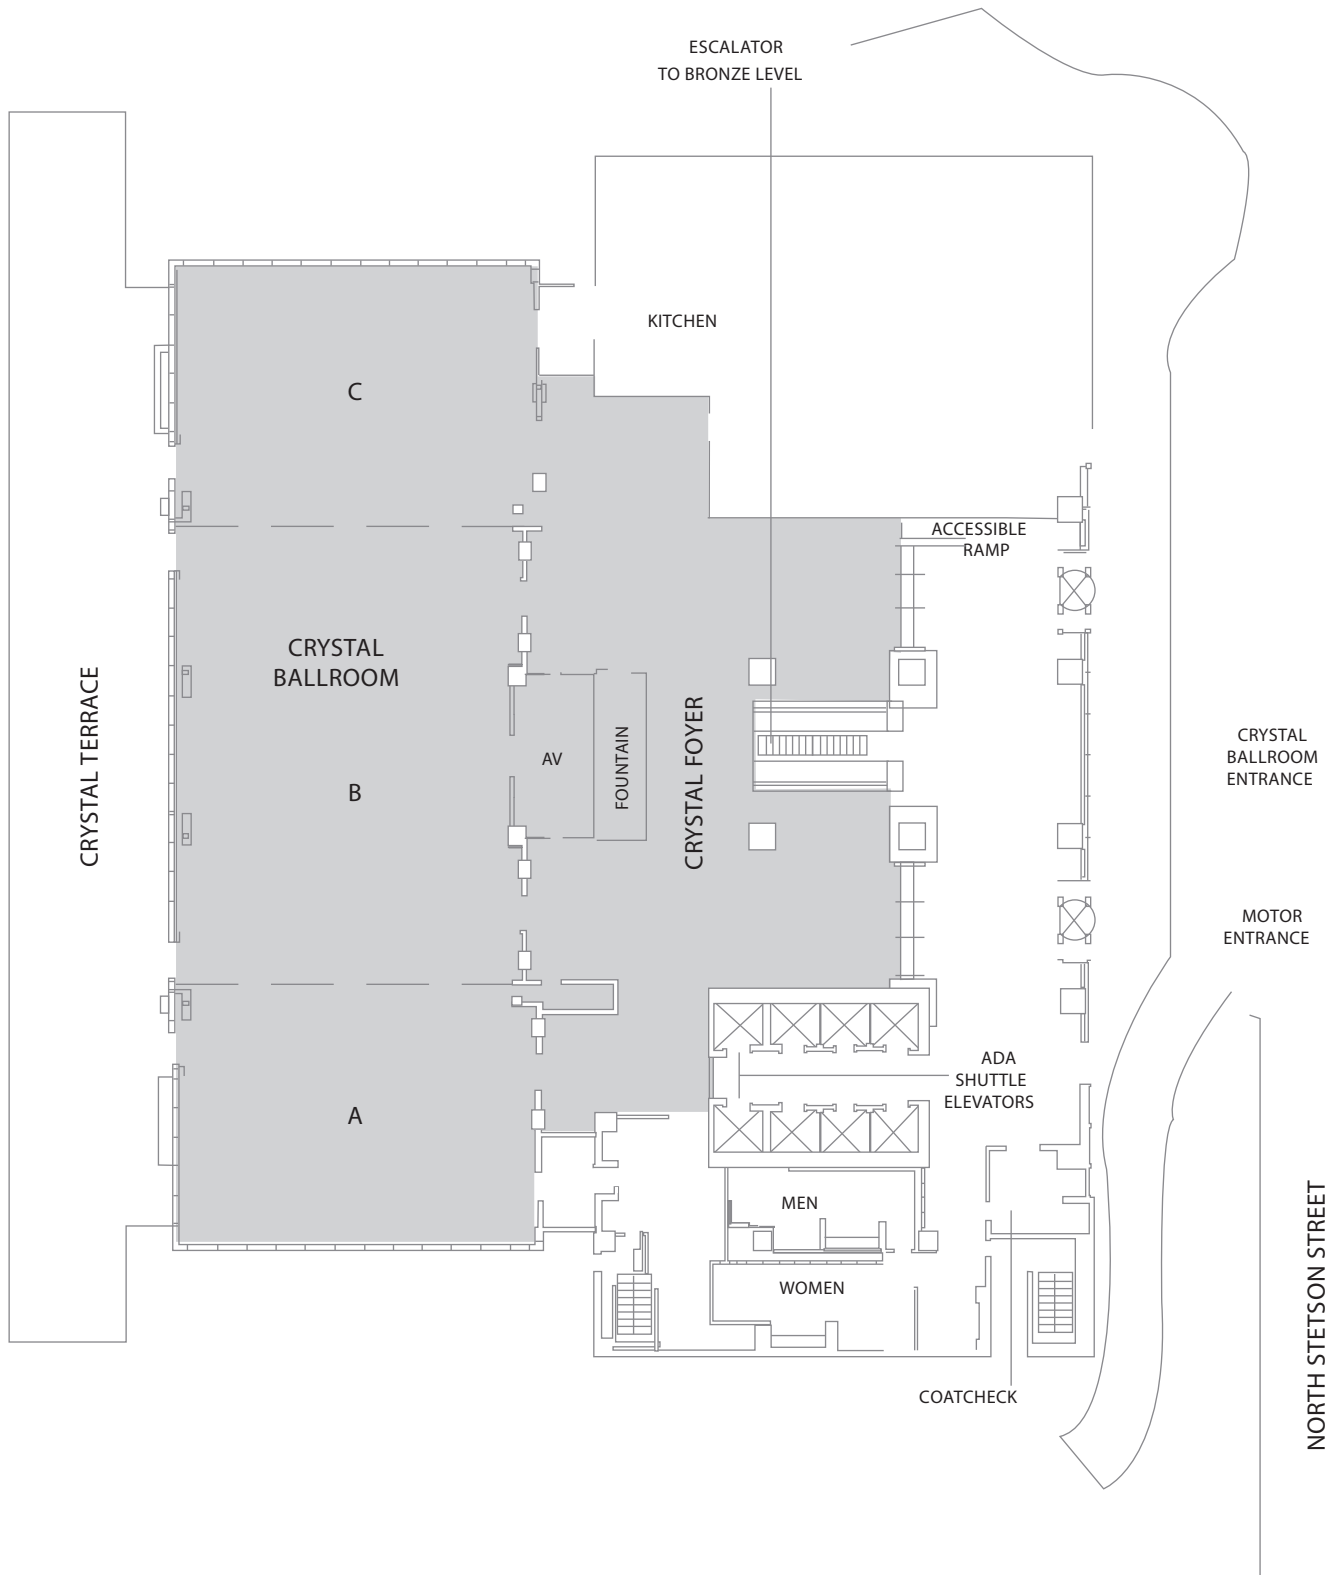 ESCALATOR
TO BRONZE LEVEL
KITCHEN
C
ACCESSIBLE
RAMP
CRYSTAL
BALLROOM
CRYSTAL TERRACE
B
AV
FOUNTAIN
CRYSTAL FOYER
CRYSTAL
BALLROOM
ENTRANCE
MOTOR
ENTRANCE
ADA
SHUTTLE
ELEVATORS
A
MEN
WOMEN
COATCHECK
NORTH STETSON STREET